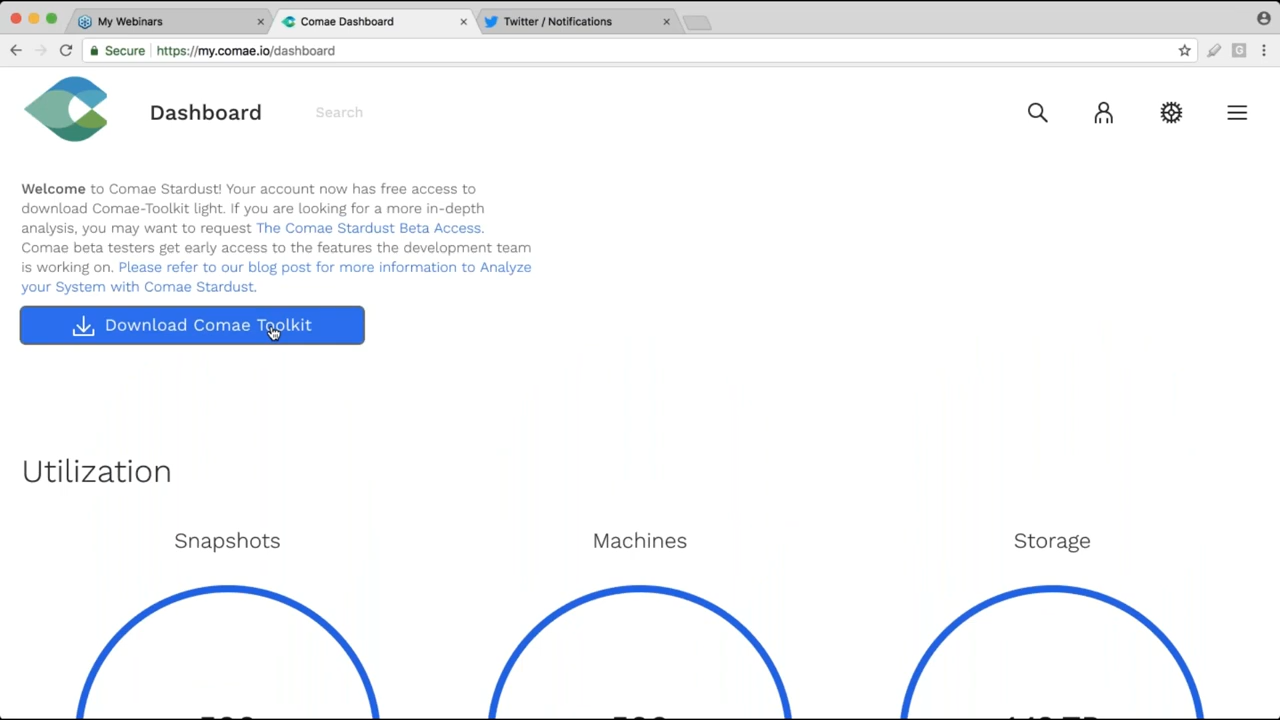 My Webinars
Comae Dashboard
Twitter / Notifications
Secure
https://my.comae.io/dashboard
Dashboard
Search
Welcome to Comae Stardust! Your account now has free access to
download Comae-Toolkit light. If you are looking for a more in-depth
analysis, you may want to request The Comae Stardust Beta Access.
Comae beta testers get early access to the features the development team
is working on. Please refer to our blog post for more information to Analyze
your System with Comae Stardust.
Download Comae Toolkit
Utilization
Snapshots
Machines
Storage